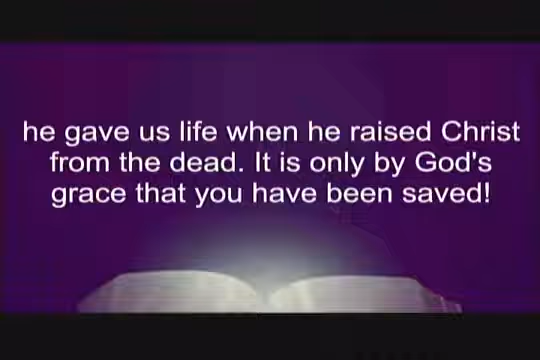 he gave us life when he raised Christ
from the dead. It is only by God's
grace that you have been saved!